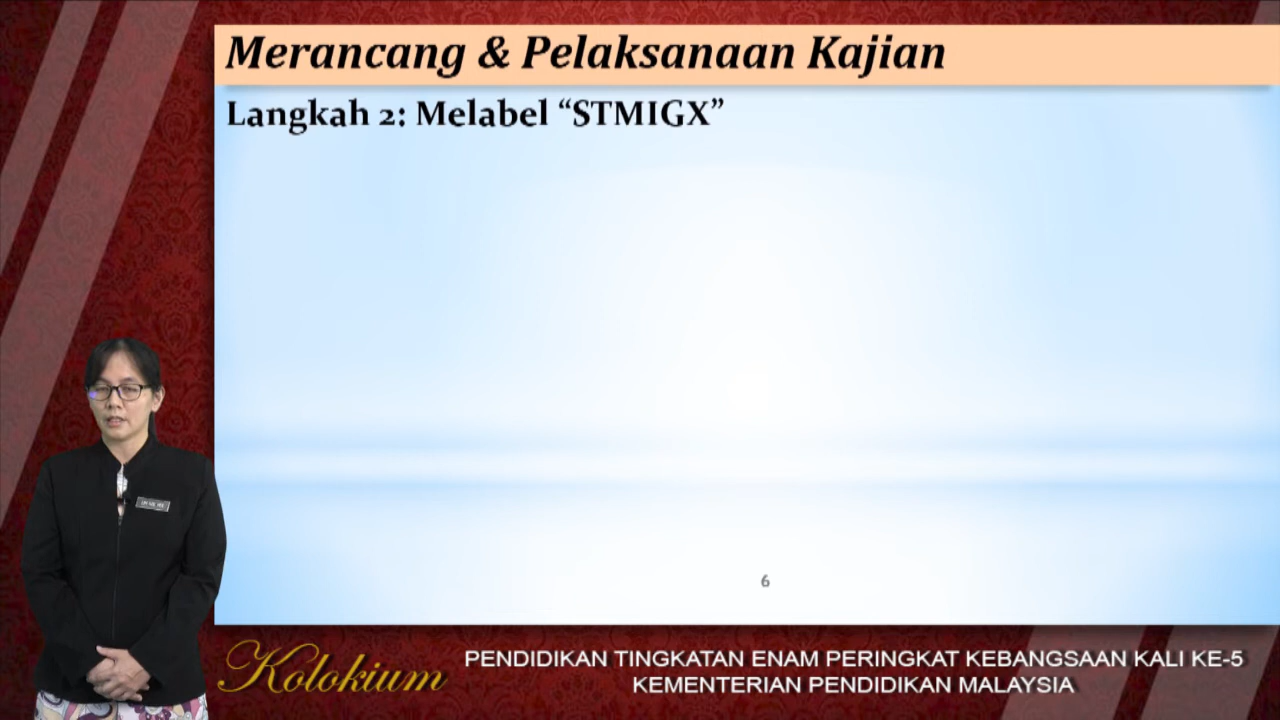 Merancang & Pelaksanaan Kajian
Langkah 2: Melabel “STMIGX”
6
Kolokium
PENDIDIKAN TINGKATAN ENAM PERINGKAT KEBANGSAAN KALI KE-5
KEMENTERIAN PENDIDIKAN MALAYSIA